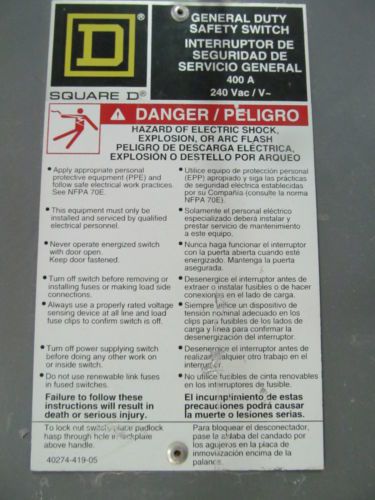 D
SQUARE D®
GENERAL DUTY
SAFETY SWITCH
INTERRUPTOR DE
SEGURIDAD DE
SERVICIO GENERAL
400 A
240 Vac / V~
DANGER / PELIGRO
HAZARD OF ELECTRIC SHOCK,
EXPLOSION, OR ARC FLASH
PELIGRO DE DESCARGA ELÉCTRICA,
EXPLOSIÓN O DESTELLO POR ARQUEO
• Apply appropriate personal
protective equipment (PPE) and
follow safe electrical work practices.
See NFPA 70E.
• This equipment must only be
installed and serviced by qualified
electrical personnel.
• Never operate energized switch
with door open.
Keep door fastened.
• Turn off switch before removing or
installing fuses or making load side
connections.
• Always use a properly rated voltage
sensing device at all line and load
fuse clips to confirm switch is off.
• Turn off power supplying switch
before doing any other work on
or inside switch.
• Do not use renewable link fuses
in fused switches.
Failure to follow these
instructions will result in
death or serious injury.
• Utilice equipo de protección personal
(EPP) apropiado y siga las prácticas
de seguridad eléctrica establecidas
por su Compañía (consulte la norma
NFPA 70E).
• Solamente el personal eléctrico
especializado deberá instalar y
prestar servicio de mantenimiento
a este equipo.
• Nunca haga funcionar el interruptor
con la puerta abierta cuando esté
energizado. Mantenga la puerta
asegurada.
• Desenergice el interruptor antes de
extraer o instalar fusibles o de hacer
conexiones en el lado de carga.
• Siempre utilice un dispositivo de
tensión nominal adecuado en los
clips para fusibles de los lados de
carga y línea para confirmar la
desenergización del interruptor.
• Desenergice el interruptor antes de
realizar cualquier otro trabajo en el
interruptor.
• No utilice fusibles de cinta renovables
en los interruptores de fusible.
El incumplimiento de estas
precauciones podrá causar
la muerte o lesiones serias.
To lock nut switch, place padlock
hasp through hole in lockplate
above handle.
40274-419-05
Para bloquear el desconectador,
pase la aldaba del candado por
los agujeros en la placa de
inmovilización encima de la
palanca.